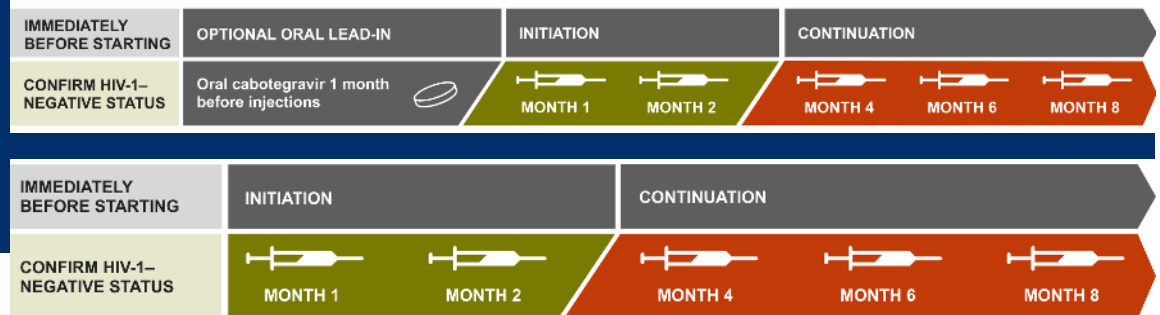 IMMEDIATELY
BEFORE STARTING
OPTIONAL ORAL LEAD-IN
INITIATION
CONTINUATION
CONFIRM HIV-1–
NEGATIVE STATUS
Oral cabotegravir 1 month
before injections
MONTH 1
MONTH 2
MONTH 4
MONTH 6
MONTH 8
IMMEDIATELY
BEFORE STARTING
INITIATION
CONTINUATION
CONFIRM HIV-1–
NEGATIVE STATUS
MONTH 1
MONTH 2
MONTH 4
MONTH 6
MONTH 8